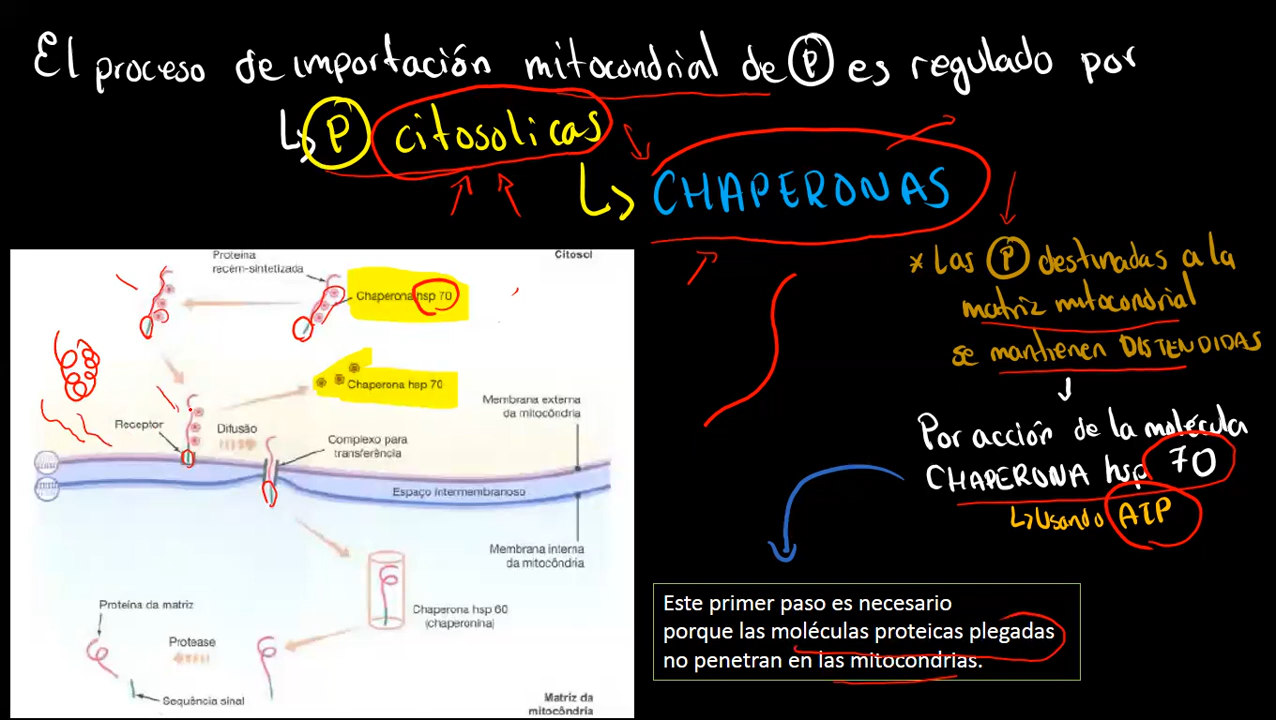 El proceso de importación mitocondrial de P es regulado por
P citosolicas
CHAPERONAS
* Las P destinadas a la
matriz mitocondrial
se mantienen DISTENDIDAS
Por acción de la molécula
CHAPERONA hsp 70
Usando ATP
Este primer paso es necesario
porque las moléculas proteicas plegadas
no penetran en las mitocondrias.
Proteína
recém-sintetizada
Citosol
Chaperona hsp 70
Chaperona hsp 70
Membrana externa
da mitocôndria
Receptor
Difusão
Complexo para
transferência
Espaço intermembranoso
Membrana interna
da mitocôndria
Chaperona hsp 60
(chaperonina)
Proteína da matriz
Protease
Sequência sinal
Matriz da
mitocôndria